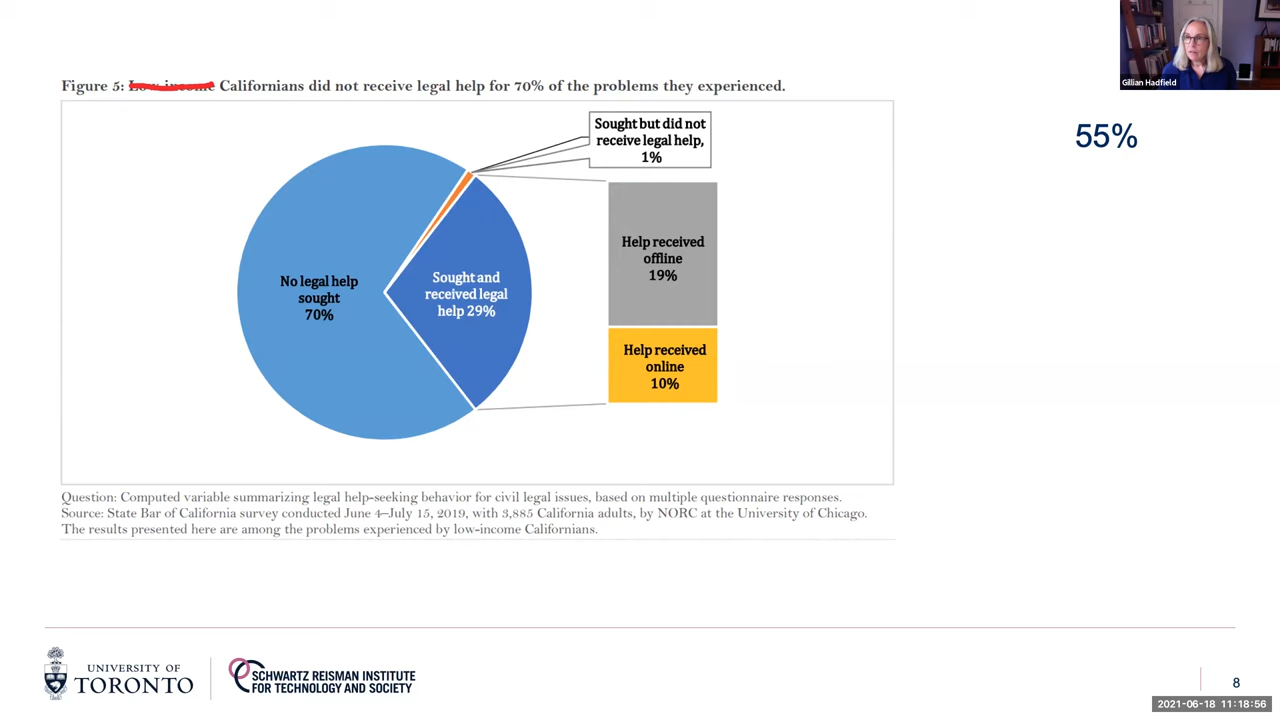 Gillian Hadfield
Figure 5: Low-income Californians did not receive legal help for 70% of the problems they experienced.
55%
Sought but did not
receive legal help,
1%
No legal help
sought
70%
Sought and
received legal
help 29%
Help received
offline
19%
Help received
online
10%
Question: Computed variable summarizing legal help-seeking behavior for civil legal issues, based on multiple questionnaire responses.
Source: State Bar of California survey conducted June 4–July 15, 2019, with 3,885 California adults, by NORC at the University of Chicago.
The results presented here are among the problems experienced by low-income Californians.
UNIVERSITY OF
TORONTO
SCHWARTZ REISMAN INSTITUTE
FOR TECHNOLOGY AND SOCIETY
8
2021-06-18 11:18:56